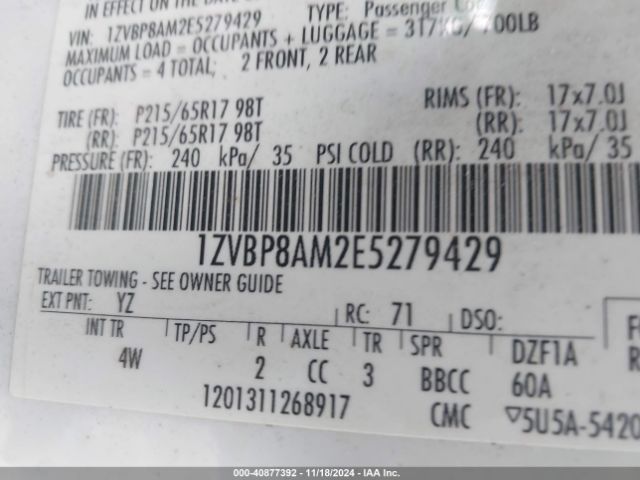 IN EFFECT ON THE DATE
VIN: 1ZVBP8AM2E5279429 TYPE: Passenger
MAXIMUM LOAD = OCCUPANTS + LUGGAGE = 317KG/ 700LB
OCCUPANTS = 4 TOTAL; 2 FRONT, 2 REAR
TIRE (FR): P215/65R17 98T RIMS (FR): 17x7.0J
(RR): P215/65R17 98T (RR): 17x7.0J
PRESSURE (FR): 240 kPa/ 35 PSI COLD (RR): 240 kPa/ 35
1ZVBP8AM2E5279429
TRAILER TOWING - SEE OWNER GUIDE
EXT PNT: YZ RC: 71 DSO:
INT TR TP/PS R AXLE TR SPR DZF1A
4W 2 CC 3 BBCC 60A
1201311268917 CMC ▽5U5A-5420
000-40877392 - 11/18/2024 - IAA Inc.